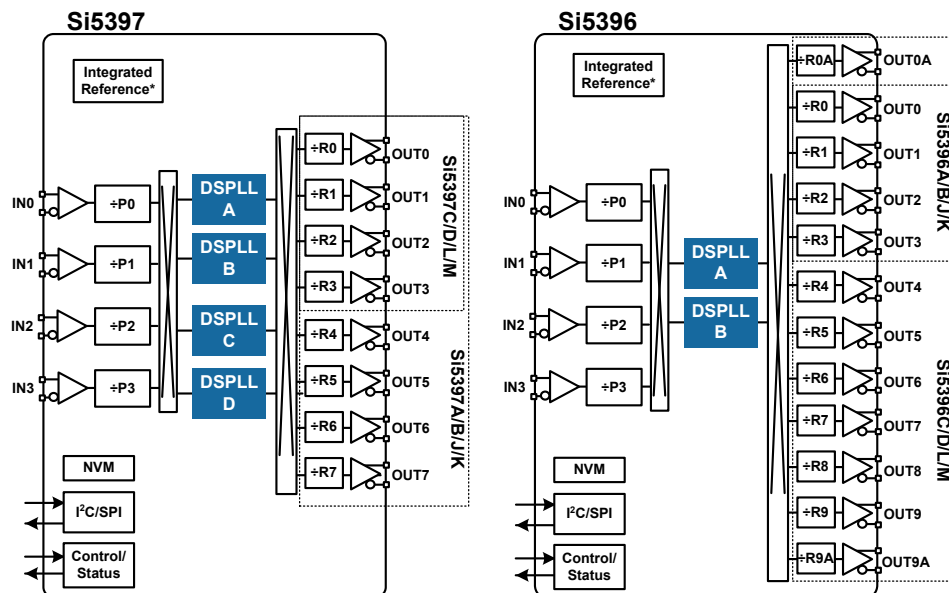 Si5397
Integrated
Reference*
IN0
÷P0
IN1
÷P1
IN2
÷P2
IN3
÷P3
DSPLL
A
DSPLL
B
DSPLL
C
DSPLL
D
÷R0
OUT0
÷R1
OUT1
÷R2
OUT2
÷R3
OUT3
÷R4
OUT4
÷R5
OUT5
÷R6
OUT6
÷R7
OUT7
Si5397C/D/L/M
Si5397A/B/J/K
NVM
I²C/SPI
Control/
Status
Si5396
Integrated
Reference*
IN0
÷P0
IN1
÷P1
IN2
÷P2
IN3
÷P3
DSPLL
A
DSPLL
B
÷R0A
OUT0A
÷R0
OUT0
÷R1
OUT1
÷R2
OUT2
÷R3
OUT3
÷R4
OUT4
÷R5
OUT5
÷R6
OUT6
÷R7
OUT7
÷R8
OUT8
÷R9
OUT9
÷R9A
OUT9A
Si5396A/B/J/K
Si5396C/D/L/M
NVM
I²C/SPI
Control/
Status